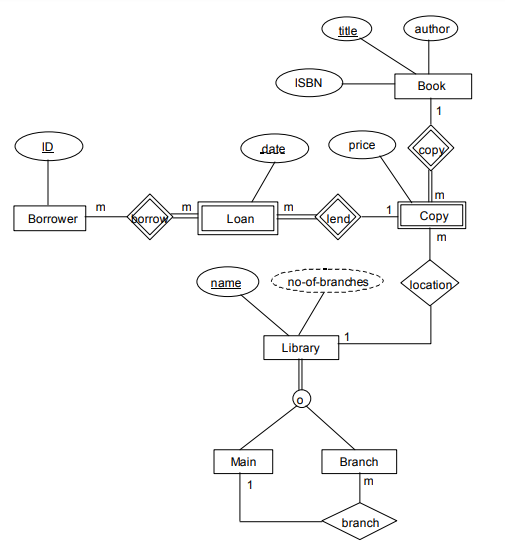 title
author
ISBN
Book
1
ID
date
price
copy
m
Borrower
m
borrow
m
Loan
m
lend
1
Copy
m
name
no-of-branches
location
Library
1
o
Main
Branch
1
m
branch